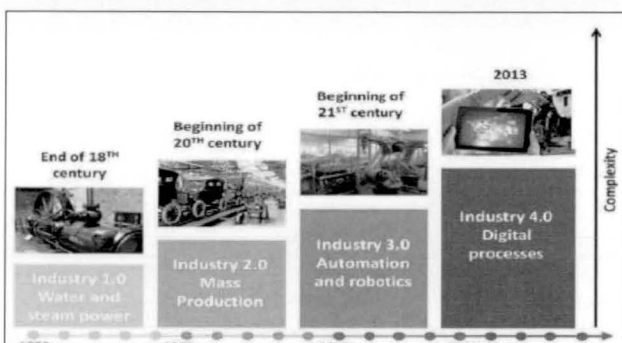 2013
Beginning of
21ST century
Beginning of
20TH century
End of 18TH
century
Complexity
Industry 4.0
Digital
processes
Industry 3.0
Automation
and robotics
Industry 2.0
Mass
Production
Industry 1.0
Water and
steam power